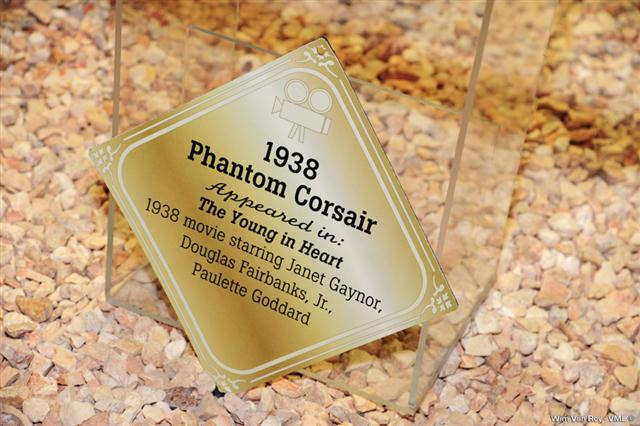 1938
Phantom Corsair
Appeared in:
The Young in Heart
1938 movie starring Janet Gaynor,
Douglas Fairbanks, Jr.,
Paulette Goddard
Wim Van Roy - VME ©